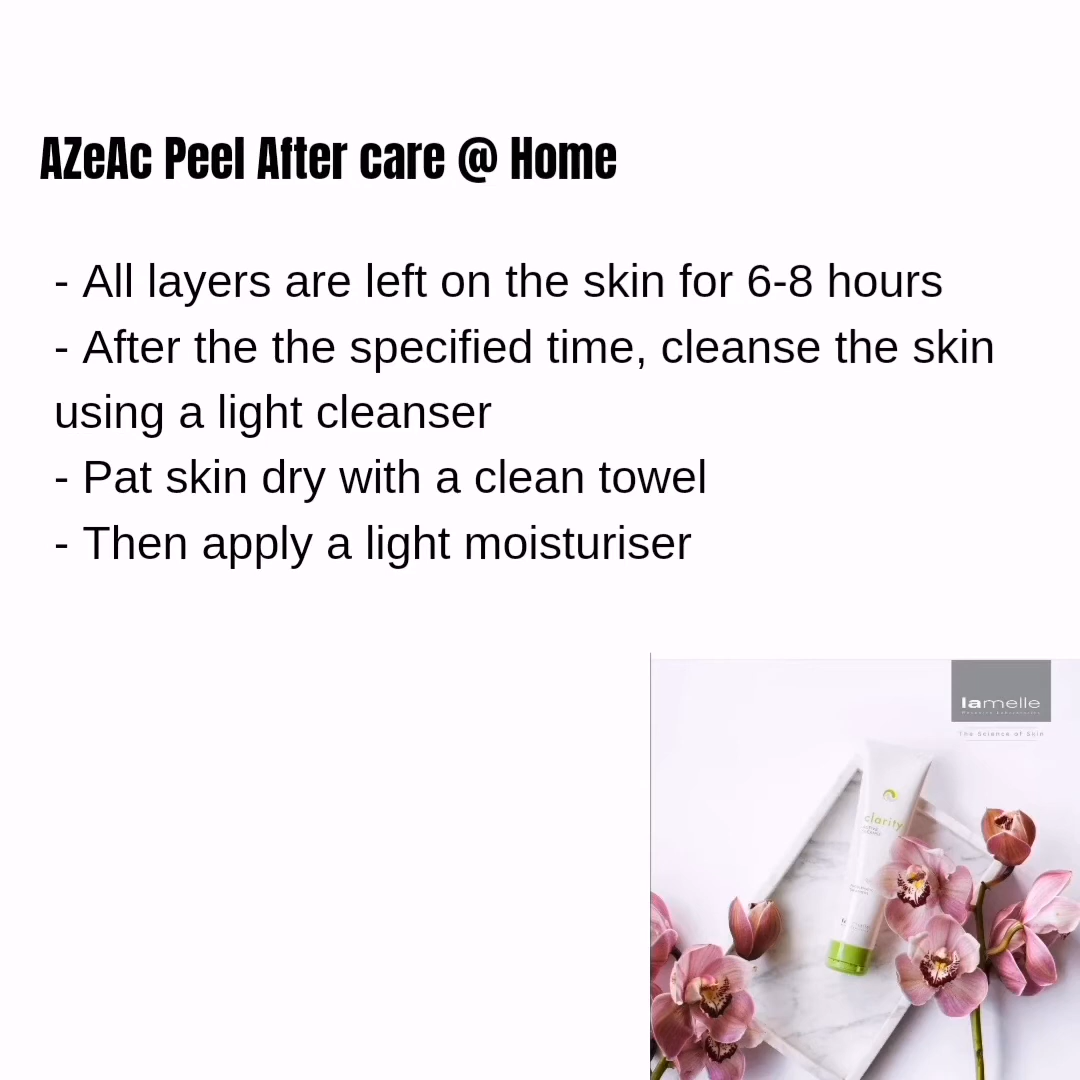 AZeAc Peel After care @ Home
- All layers are left on the skin for 6-8 hours
- After the the specified time, cleanse the skin
using a light cleanser
- Pat skin dry with a clean towel
- Then apply a light moisturiser
lamelle
The Science of Skin
clarity